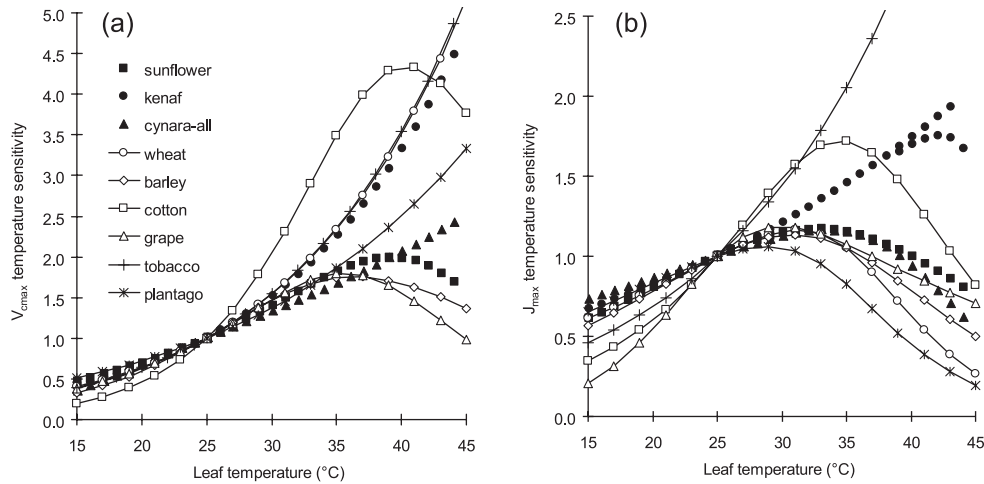 (a)
5.0
4.5
4.0
3.5
3.0
2.5
2.0
1.5
1.0
0.5
0.0
V_cmax temperature sensitivity
sunflower
kenaf
cynara-all
wheat
barley
cotton
grape
tobacco
plantago
15 20 25 30 35 40 45
Leaf temperature (°C)
(b)
2.5
2.0
1.5
1.0
0.5
0.0
J_max temperature sensitivity
15 20 25 30 35 40 45
Leaf temperature (°C)